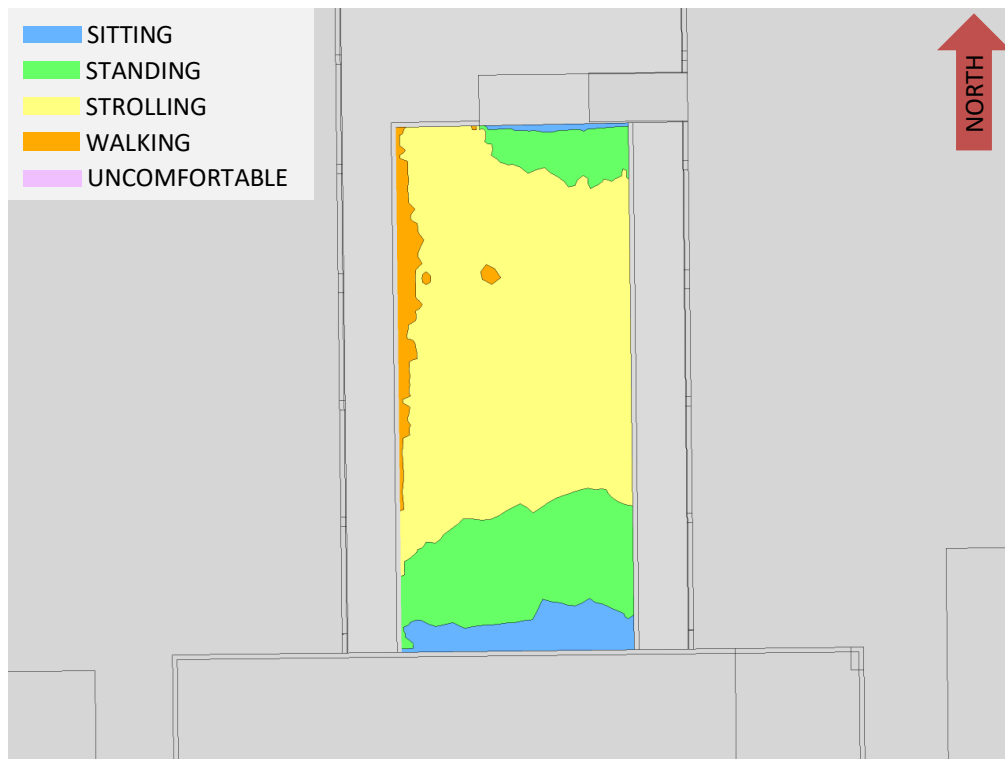 SITTING
STANDING
STROLLING
WALKING
UNCOMFORTABLE
NORTH